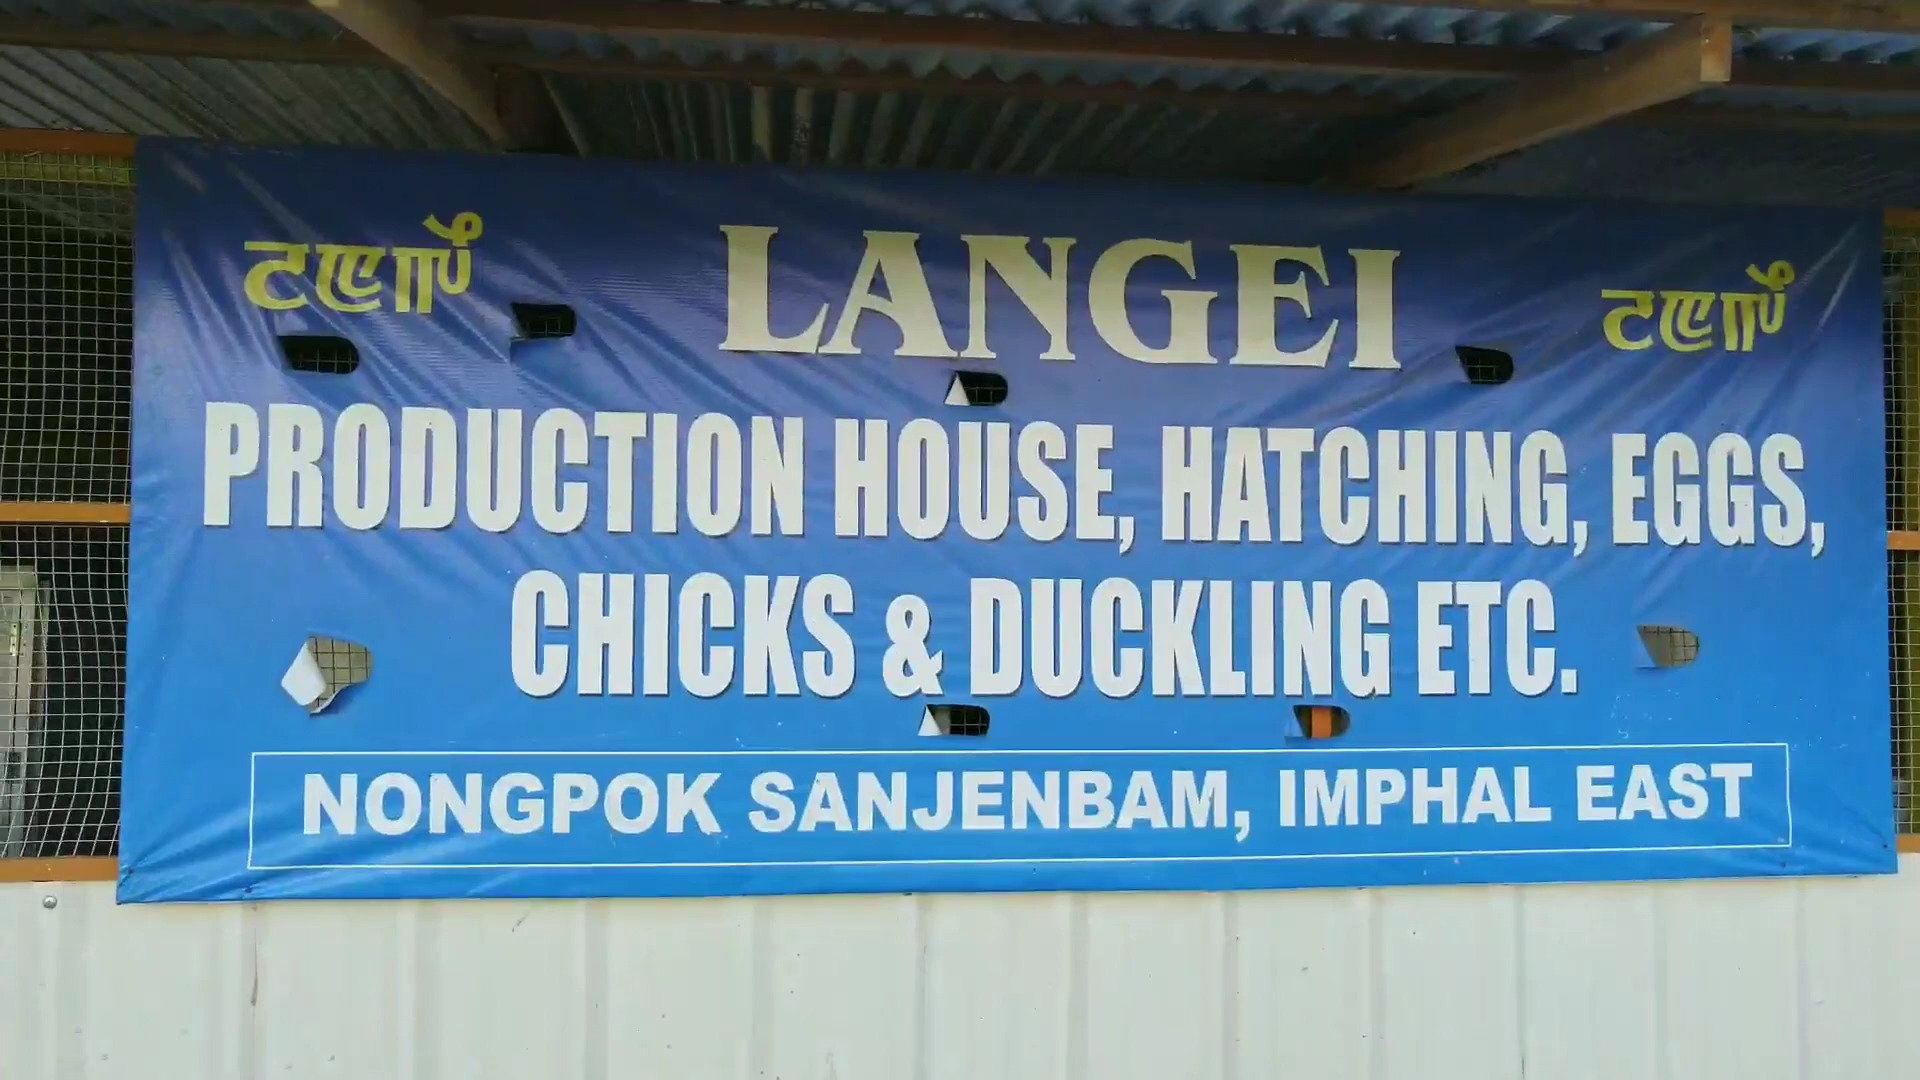 LANGEI
PRODUCTION HOUSE, HATCHING, EGGS,
CHICKS & DUCKLING ETC.
NONGPOK SANJENBAM, IMPHAL EAST